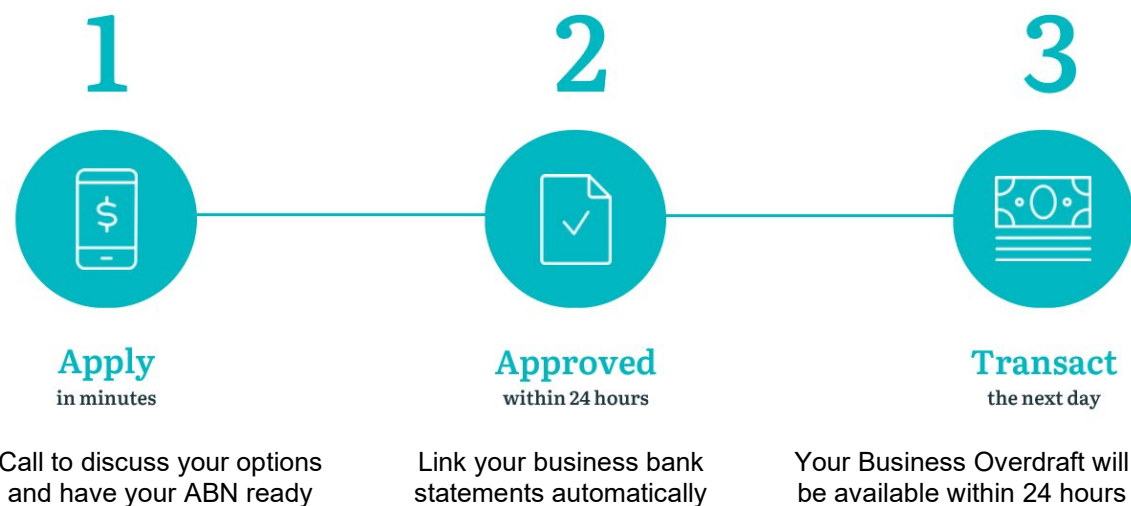 1
2
3
$
Apply
in minutes
Approved
within 24 hours
Transact
the next day
Call to discuss your options
and have your ABN ready
Link your business bank
statements automatically
Your Business Overdraft will
be available within 24 hours